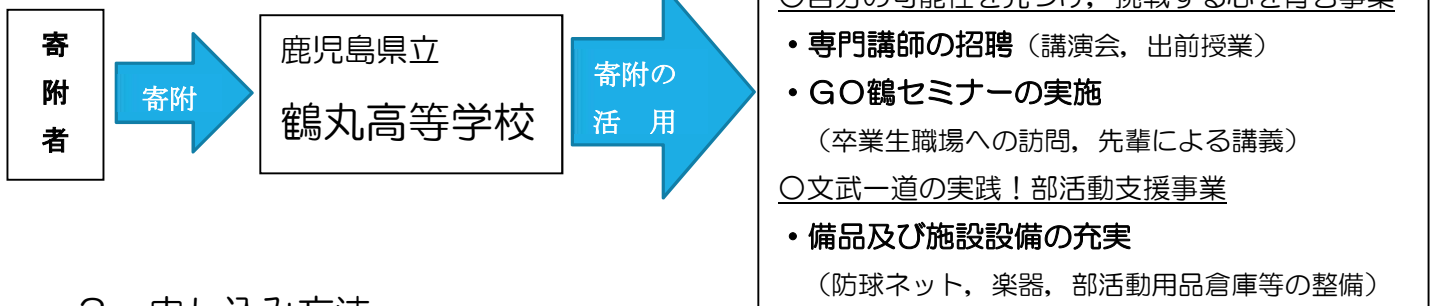 寄附者
寄附
鹿児島県立
鶴丸高等学校
寄附の
活　用
・専門講師の招聘（講演会，出前授業）
・ＧＯ鶴セミナーの実施
（卒業生職場への訪問，先輩による講義）
〇文武一道の実践！部活動支援事業
・備品及び施設設備の充実
（防球ネット，楽器，部活動用品倉庫等の整備）